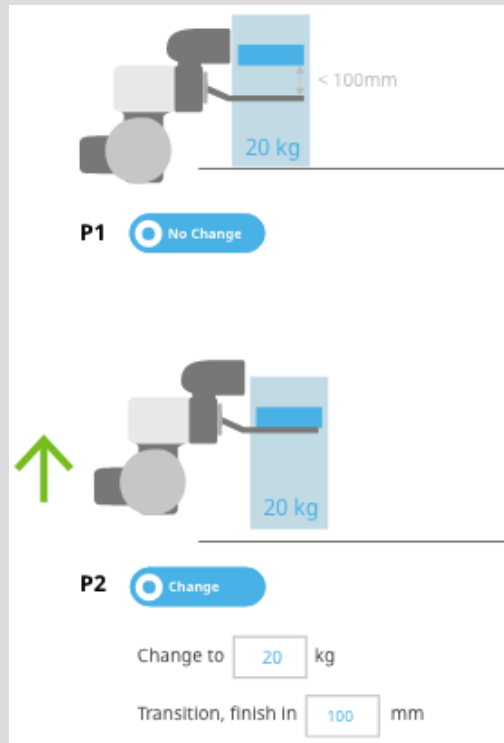 < 100mm
20 kg
P1 No Change
20 kg
P2 Change
Change to 20 kg
Transition, finish in 100 mm